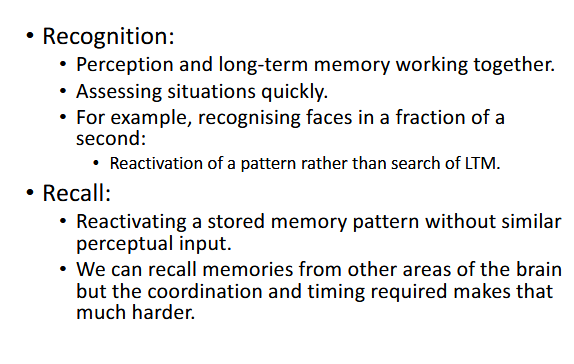 • Recognition:
• Perception and long-term memory working together.
• Assessing situations quickly.
• For example, recognising faces in a fraction of a
second:
• Reactivation of a pattern rather than search of LTM.
• Recall:
• Reactivating a stored memory pattern without similar
perceptual input.
• We can recall memories from other areas of the brain
but the coordination and timing required makes that
much harder.